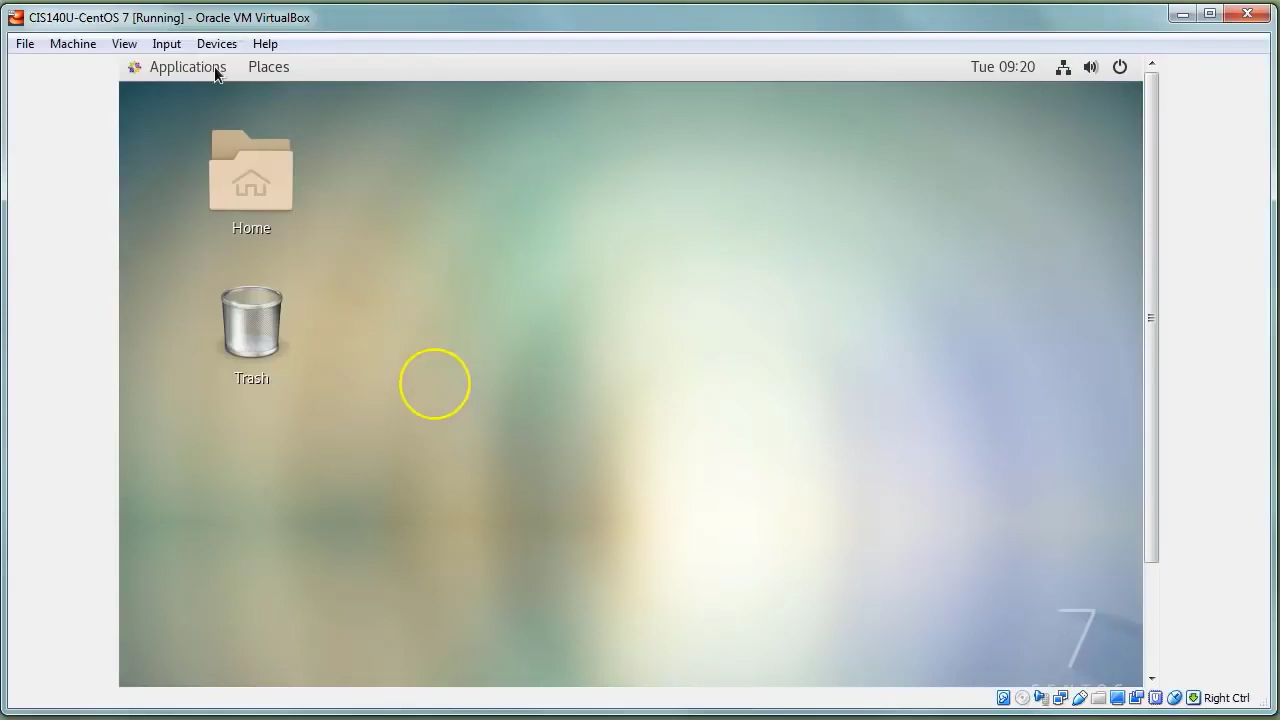 CIS140U-CentOS 7 [Running] - Oracle VM VirtualBox
File Machine View Input Devices Help
Applications Places Tue 09:20
Home
Trash
7
CENTOS
Right Ctrl